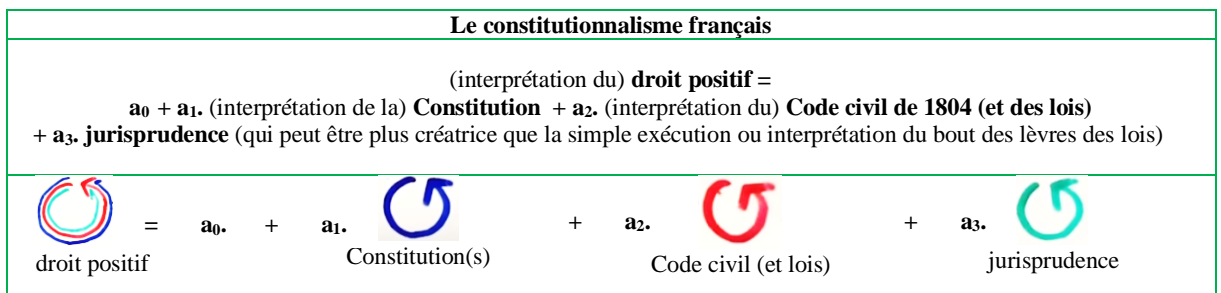 Le constitutionnalisme français
(interprétation du) droit positif =
a₀ + a₁. (interprétation de la) Constitution + a₂. (interprétation du) Code civil de 1804 (et des lois)
+ a₃. jurisprudence (qui peut être plus créatrice que la simple exécution ou interprétation du bout des lèvres des lois)
= a₀. + a₁. + a₂. + a₃.
droit positif Constitution(s) Code civil (et lois) jurisprudence